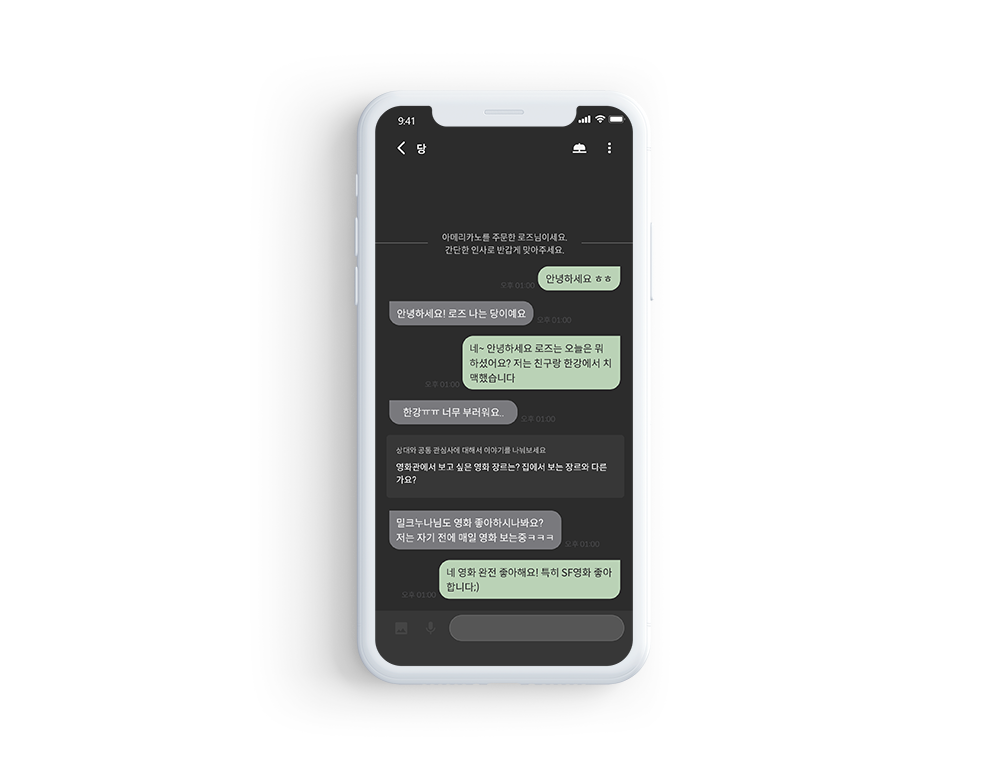 9:41
당
아메리카노를 주문한 로즈님이세요.
간단한 인사로 반갑게 맞아주세요.
안녕하세요 ㅎㅎ
오후 01:00
안녕하세요! 로즈 나는 당이예요
오후 01:00
네~ 안녕하세요 로즈는 오늘은 뭐
하셨어요? 저는 친구랑 한강에서 치
맥했습니다
오후 01:00
한강ㅠㅠ 너무 부러워요..
오후 01:00
상대와 공통 관심사에 대해서 이야기를 나눠보세요
영화관에서 보고 싶은 영화 장르는? 집에서 보는 장르와 다른
가요?
밀크누나님도 영화 좋아하시나봐요?
저는 자기 전에 매일 영화 보는중ㅋㅋㅋ
오후 01:00
네 영화 완전 좋아해요! 특히 SF영화 좋아
합니다;)
오후 01:00